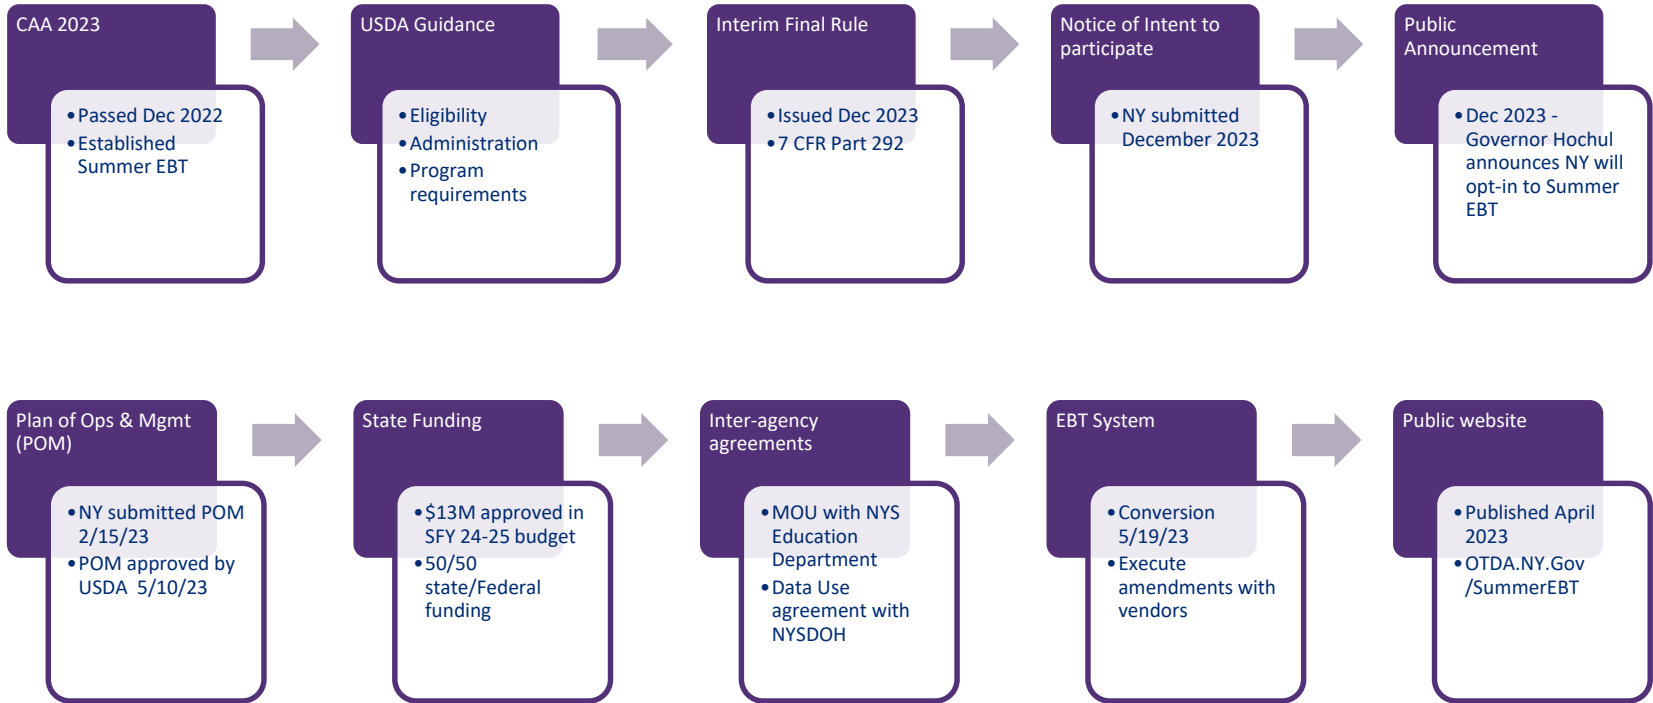 CAA 2023
•Passed Dec 2022
•Established
Summer EBT
USDA Guidance
•Eligibility
•Administration
•Program
requirements
Interim Final Rule
•Issued Dec 2023
•7 CFR Part 292
Notice of Intent to
participate
•NY submitted
December 2023
Public
Announcement
•Dec 2023 -
Governor Hochul
announces NY will
opt-in to Summer
EBT
Plan of Ops & Mgmt
(POM)
•NY submitted POM
2/15/23
•POM approved by
USDA 5/10/23
State Funding
•$13M approved in
SFY 24-25 budget
•50/50
state/Federal
funding
Inter-agency
agreements
•MOU with NYS
Education
Department
•Data Use
agreement with
NYSDOH
EBT System
•Conversion
5/19/23
•Execute
amendments with
vendors
Public website
•Published April
2023
•OTDA.NY.Gov
/SummerEBT